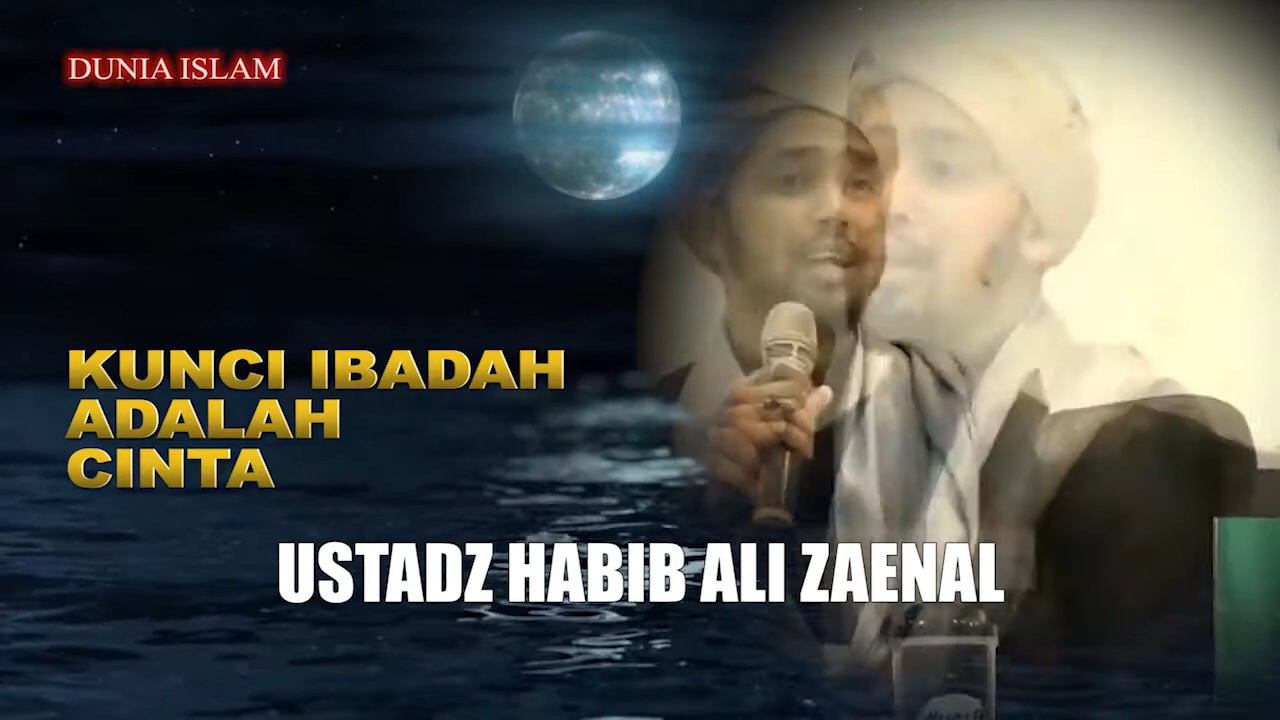 DUNIA ISLAM
KUNCI IBADAH
ADALAH
CINTA
USTADZ HABIB ALI ZAENAL